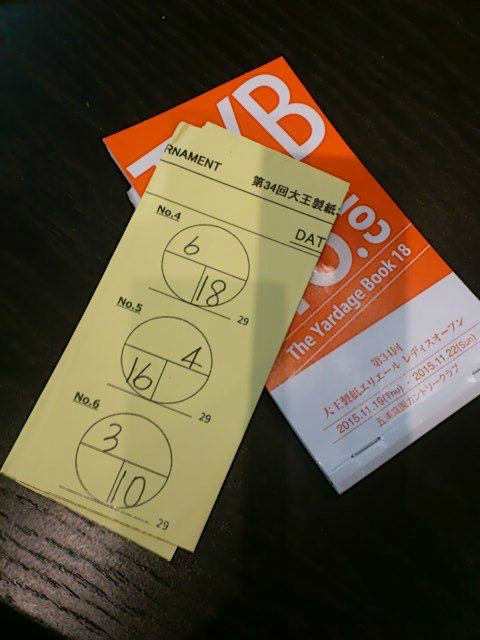 RNAMENT
第34回大王製紙
DAT
No.4
6
18
29
No.5
4
16
29
No.6
3
10
29
YB
The Yardage Book 18
第34回
大王製紙エリエールレディスオープン
2015.11.19(Thu) - 2015.11.22(Sun)
五浦庭園カントリークラブ